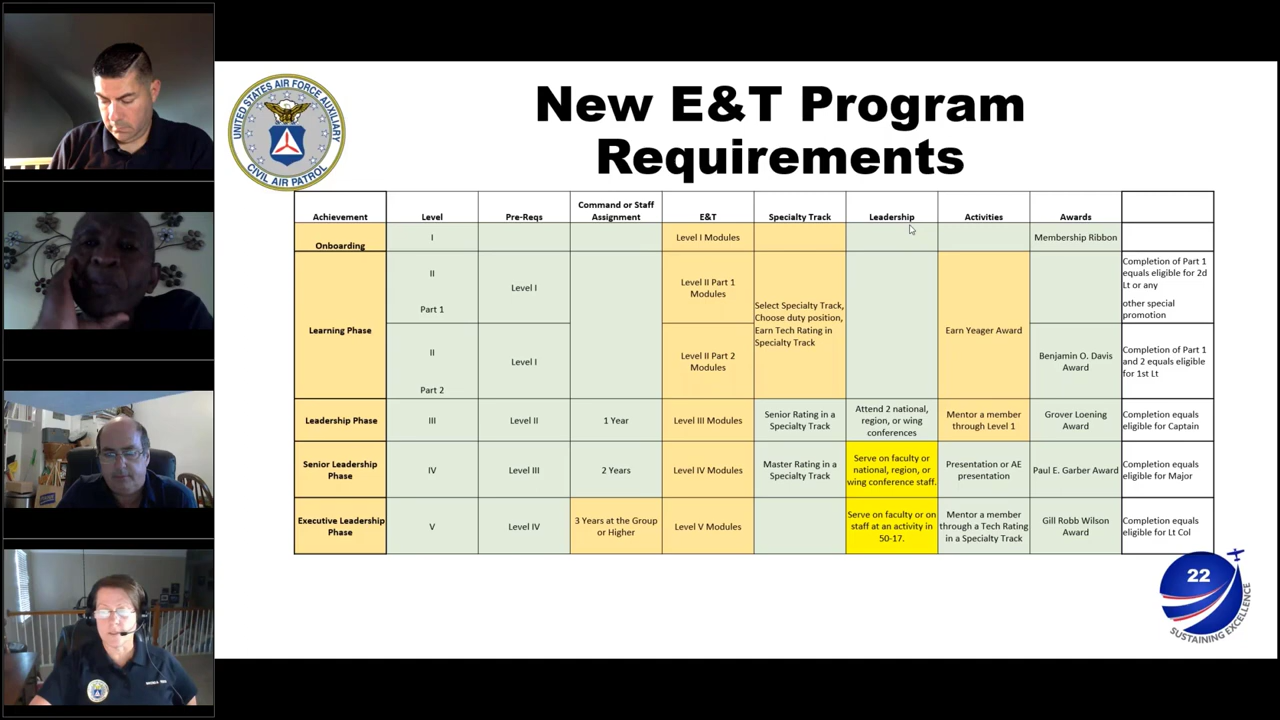 UNITED STATES AIR FORCE AUXILIARY
CIVIL AIR PATROL
New E&T Program
Requirements
Achievement
Level
Pre-Reqs
Command or Staff
Assignment
E&T
Specialty Track
Leadership
Activities
Awards
Onboarding
I
Level I Modules
Membership Ribbon
Learning Phase
II
Part 1
Level I
Level II Part 1
Modules
Select Specialty Track,
Choose duty position,
Earn Tech Rating in
Specialty Track
Earn Yeager Award
Completion of Part 1
equals eligible for 2d
Lt or any
other special
promotion
II
Part 2
Level I
Level II Part 2
Modules
Benjamin O. Davis
Award
Completion of Part 1
and 2 equals eligible
for 1st Lt
Leadership Phase
III
Level II
1 Year
Level III Modules
Senior Rating in a
Specialty Track
Attend 2 national,
region, or wing
conferences
Mentor a member
through Level 1
Grover Loening
Award
Completion equals
eligible for Captain
Senior Leadership
Phase
IV
Level III
2 Years
Level IV Modules
Master Rating in a
Specialty Track
Serve on faculty or
national, region, or
wing conference staff.
Presentation or AE
presentation
Paul E. Garber Award
Completion equals
eligible for Major
Executive Leadership
Phase
V
Level IV
3 Years at the Group
or Higher
Level V Modules
Serve on faculty or on
staff at an activity in
50-17.
Mentor a member
through a Tech Rating
in a Specialty Track
Gill Robb Wilson
Award
Completion equals
eligible for Lt Col
22
SUSTAINING EXCELLENCE